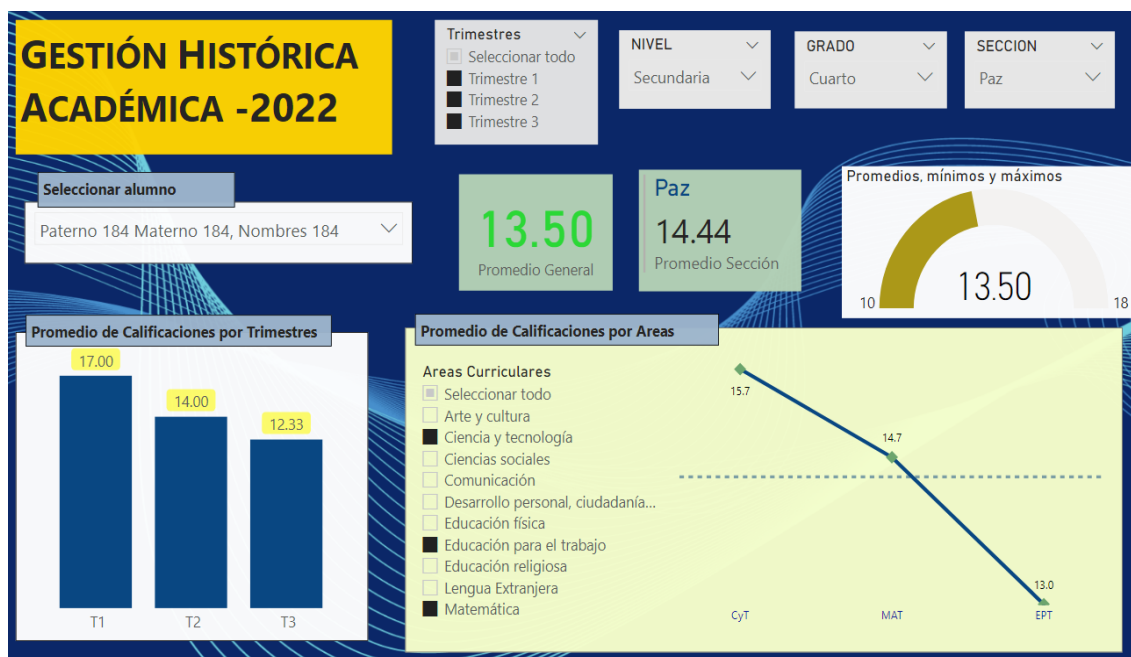 GESTIÓN HISTÓRICA
ACADÉMICA -2022
Trimestres
Seleccionar todo
Trimestre 1
Trimestre 2
Trimestre 3
NIVEL
Secundaria
GRADO
Cuarto
SECCION
Paz
Seleccionar alumno
Paterno 184 Materno 184, Nombres 184
13.50
Promedio General
Paz
14.44
Promedio Sección
Promedios, mínimos y máximos
13.50
10
18
Promedio de Calificaciones por Trimestres
17.00
14.00
12.33
T1
T2
T3
Promedio de Calificaciones por Areas
Areas Curriculares
Seleccionar todo
Arte y cultura
Ciencia y tecnología
Ciencias sociales
Comunicación
Desarrollo personal, ciudadanía...
Educación física
Educación para el trabajo
Educación religiosa
Lengua Extranjera
Matemática
15.7
14.7
13.0
CyT
MAT
EPT